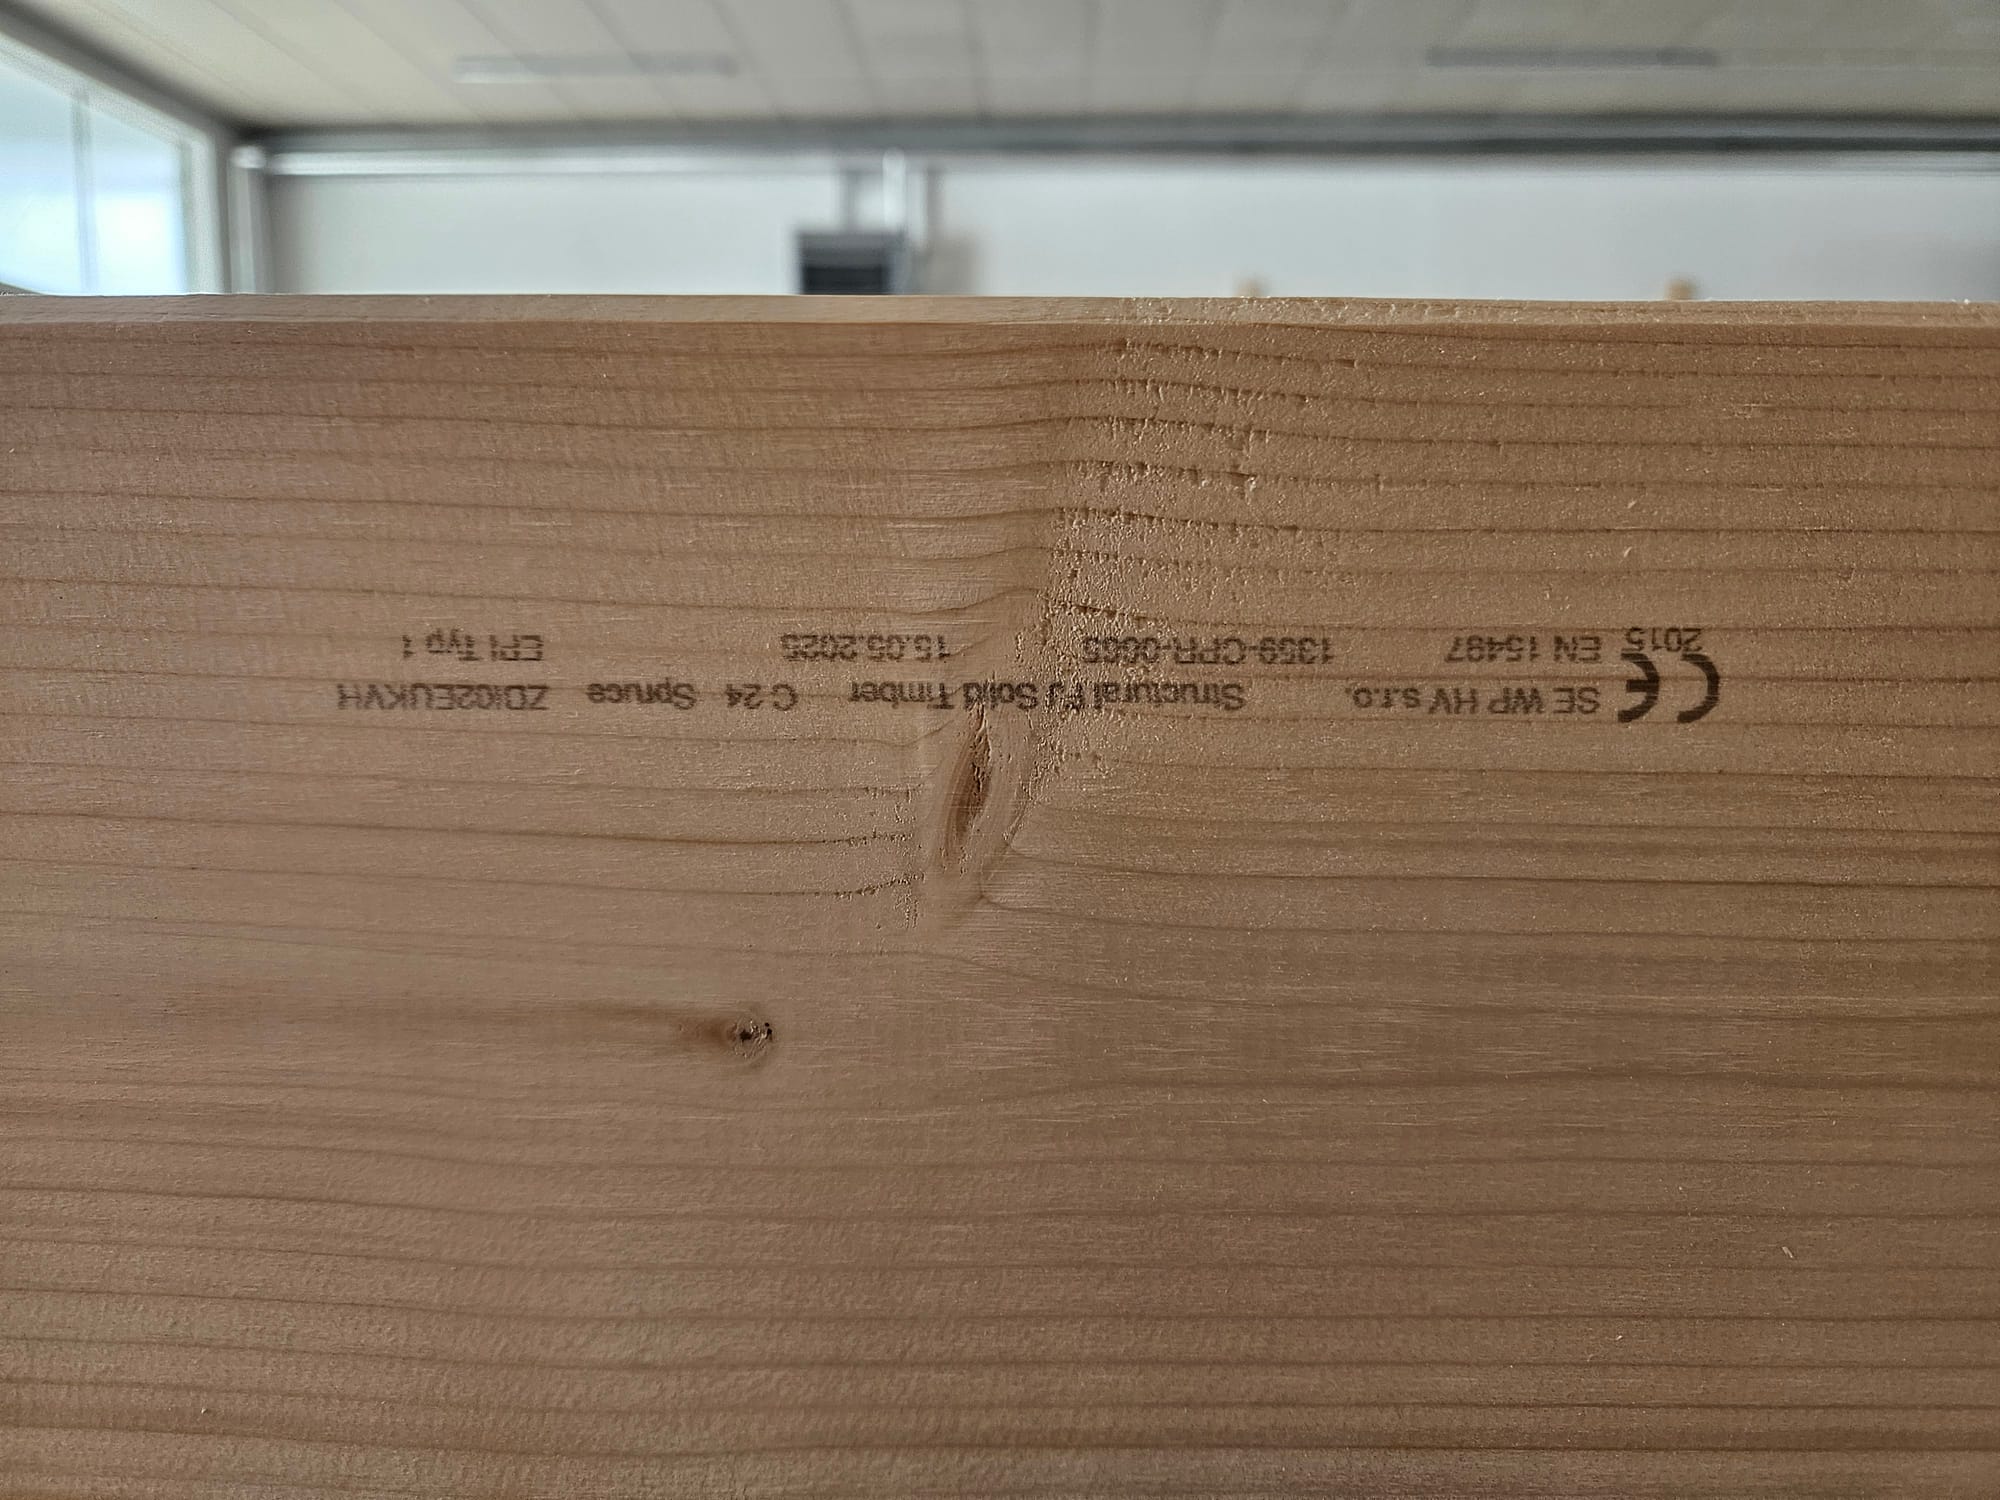 CE SE WP HV s.r.o. Structural FJ Solid Timber C 24 Spruce ZDI02EUKVH
2015 EN 15497 1359-CPR-0665 15.05.2025 EPI Typ 1